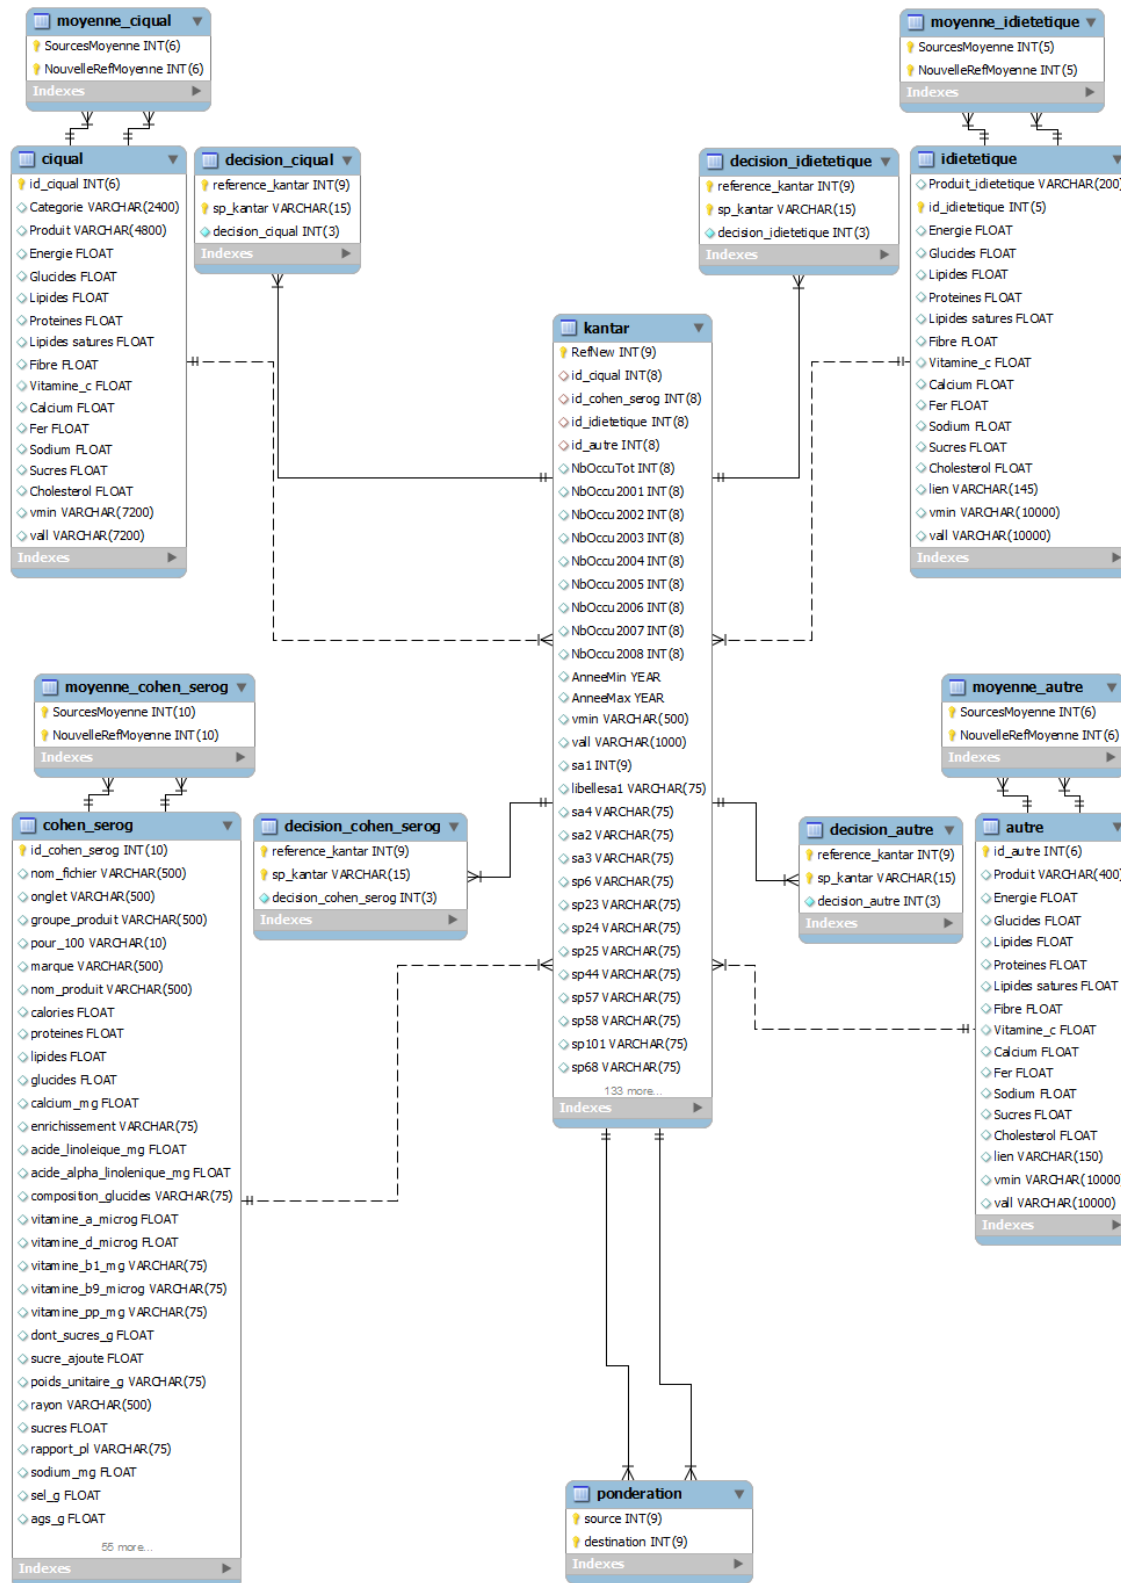 moyenne_ciqual
SourcesMoyenne INT(6)
NouvelleRefMoyenne INT(6)
Indexes
moyenne_idietetique
SourcesMoyenne INT(5)
NouvelleRefMoyenne INT(5)
Indexes
ciqual
id_ciqual INT(6)
Categorie VARCHAR(2400)
Produit VARCHAR(4800)
Energie FLOAT
Glucides FLOAT
Lipides FLOAT
Proteines FLOAT
Lipides satures FLOAT
Fibre FLOAT
Vitamine_c FLOAT
Calcium FLOAT
Fer FLOAT
Sodium FLOAT
Sucres FLOAT
Cholesterol FLOAT
vmin VARCHAR(7200)
vall VARCHAR(7200)
Indexes
decision_ciqual
reference_kantar INT(9)
sp_kantar VARCHAR(15)
decision_ciqual INT(3)
Indexes
decision_idietetique
reference_kantar INT(9)
sp_kantar VARCHAR(15)
decision_idietetique INT(3)
Indexes
idietetique
Produit_idietetique VARCHAR(200)
id_idietetique INT(5)
Energie FLOAT
Glucides FLOAT
Lipides FLOAT
Proteines FLOAT
Lipides satures FLOAT
Fibre FLOAT
Vitamine_c FLOAT
Calcium FLOAT
Fer FLOAT
Sodium FLOAT
Sucres FLOAT
Cholesterol FLOAT
lien VARCHAR(145)
vmin VARCHAR(10000)
vall VARCHAR(10000)
Indexes
kantar
RefNew INT(9)
id_ciqual INT(8)
id_cohen_serog INT(8)
id_idietetique INT(8)
id_autre INT(8)
NbOccuTot INT(8)
NbOccu2001 INT(8)
NbOccu2002 INT(8)
NbOccu2003 INT(8)
NbOccu2004 INT(8)
NbOccu2005 INT(8)
NbOccu2006 INT(8)
NbOccu2007 INT(8)
NbOccu2008 INT(8)
AnneeMin YEAR
AnneeMax YEAR
vmin VARCHAR(500)
vall VARCHAR(1000)
sa1 INT(9)
libellesa1 VARCHAR(75)
sa4 VARCHAR(75)
sa2 VARCHAR(75)
sa3 VARCHAR(75)
sp6 VARCHAR(75)
sp23 VARCHAR(75)
sp24 VARCHAR(75)
sp25 VARCHAR(75)
sp44 VARCHAR(75)
sp57 VARCHAR(75)
sp58 VARCHAR(75)
sp101 VARCHAR(75)
sp68 VARCHAR(75)
133 more...
Indexes
moyenne_cohen_serog
SourcesMoyenne INT(10)
NouvelleRefMoyenne INT(10)
Indexes
moyenne_autre
SourcesMoyenne INT(6)
NouvelleRefMoyenne INT(6)
Indexes
cohen_serog
id_cohen_serog INT(10)
nom_fichier VARCHAR(500)
onglet VARCHAR(500)
groupe_produit VARCHAR(500)
pour_100 VARCHAR(10)
marque VARCHAR(500)
nom_produit VARCHAR(500)
calories FLOAT
proteines FLOAT
lipides FLOAT
glucides FLOAT
calcium_mg FLOAT
enrichissement VARCHAR(75)
acide_linoleique_mg FLOAT
acide_alpha_linolenique_mg FLOAT
composition_glucides VARCHAR(75)
vitamine_a_microg FLOAT
vitamine_d_microg FLOAT
vitamine_b1_mg VARCHAR(75)
vitamine_b9_microg VARCHAR(75)
vitamine_pp_mg VARCHAR(75)
dont_sucres_g FLOAT
sucre_ajoute FLOAT
poids_unitaire_g VARCHAR(75)
rayon VARCHAR(500)
sucres FLOAT
rapport_pl VARCHAR(75)
sodium_mg FLOAT
sel_g FLOAT
ags_g FLOAT
55 more...
Indexes
decision_cohen_serog
reference_kantar INT(9)
sp_kantar VARCHAR(15)
decision_cohen_serog INT(3)
Indexes
decision_autre
reference_kantar INT(9)
sp_kantar VARCHAR(15)
decision_autre INT(3)
Indexes
autre
id_autre INT(6)
Produit VARCHAR(400)
Energie FLOAT
Glucides FLOAT
Lipides FLOAT
Proteines FLOAT
Lipides satures FLOAT
Fibre FLOAT
Vitamine_c FLOAT
Calcium FLOAT
Fer FLOAT
Sodium FLOAT
Sucres FLOAT
Cholesterol FLOAT
lien VARCHAR(150)
vmin VARCHAR(10000)
vall VARCHAR(10000)
Indexes
ponderation
source INT(9)
destination INT(9)
Indexes